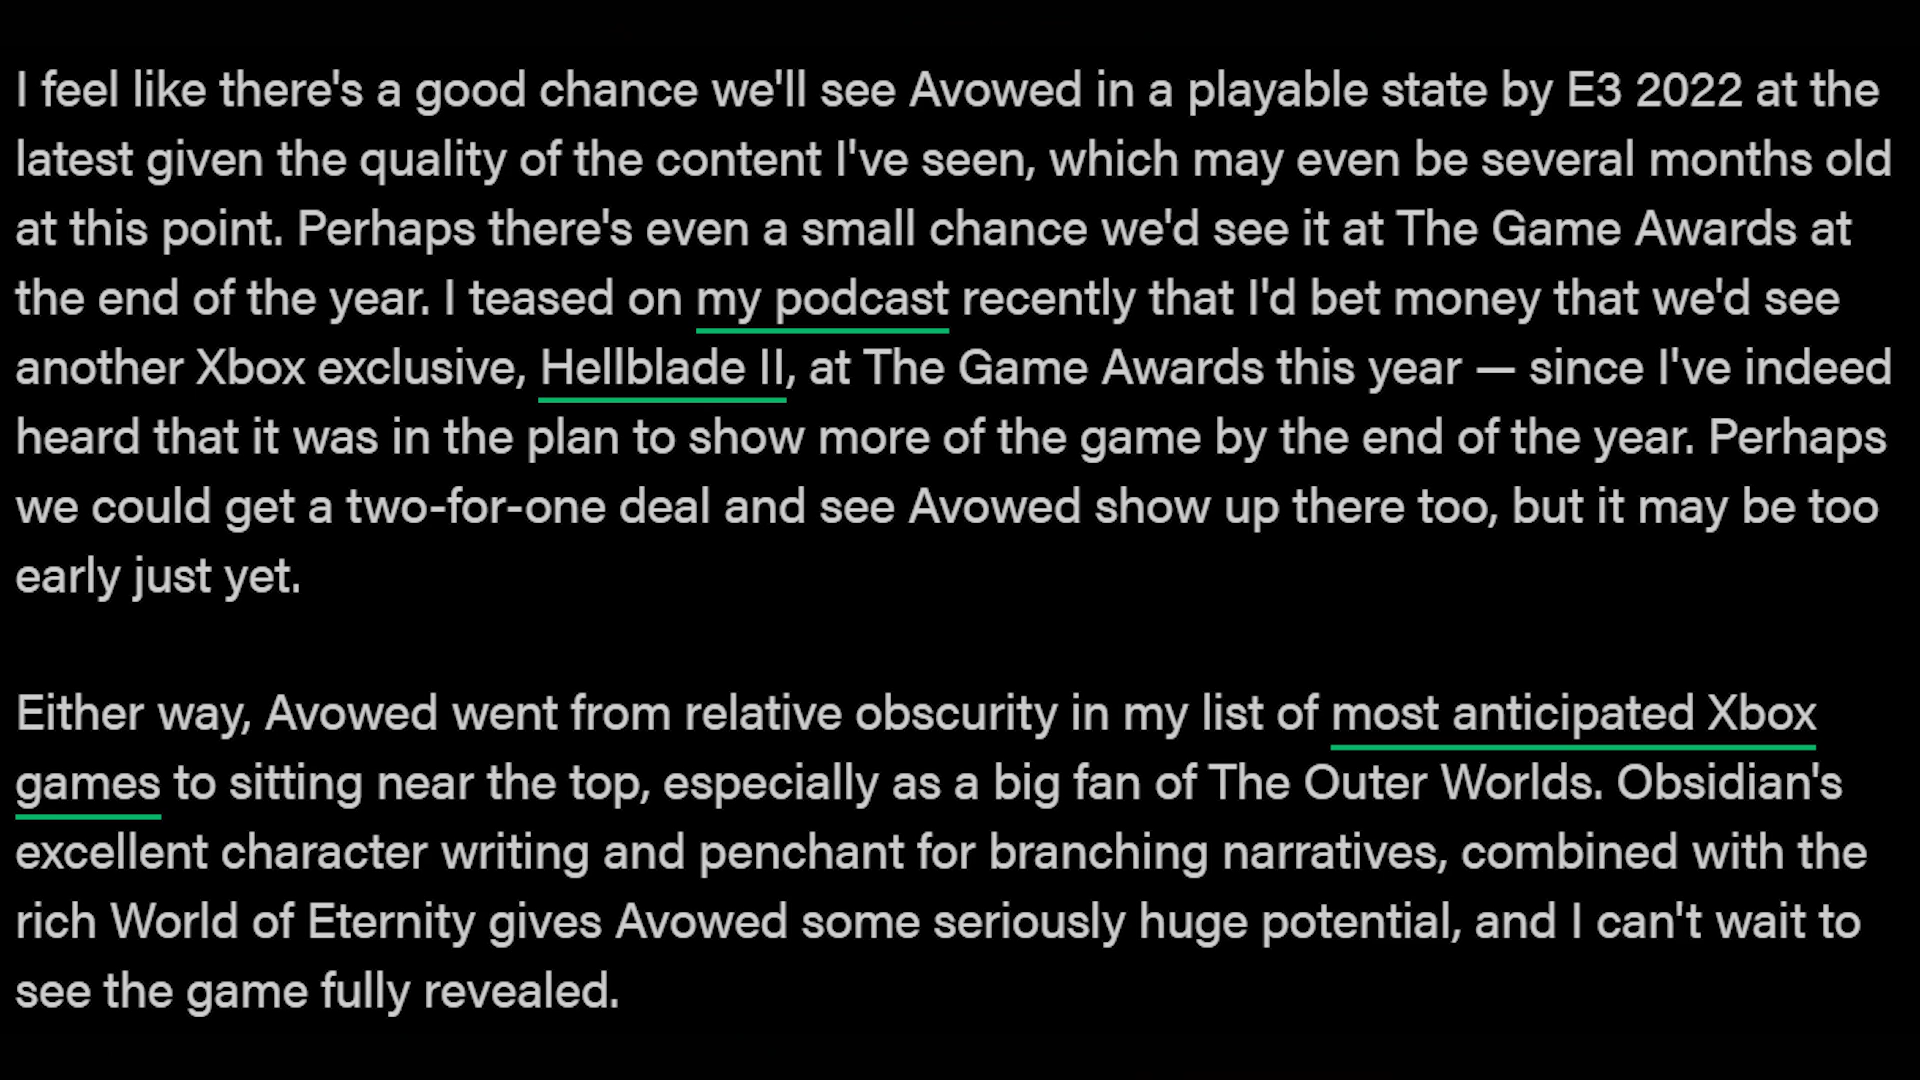 I feel like there's a good chance we'll see Avowed in a playable state by E3 2022 at the
latest given the quality of the content I've seen, which may even be several months old
at this point. Perhaps there's even a small chance we'd see it at The Game Awards at
the end of the year. I teased on my podcast recently that I'd bet money that we'd see
another Xbox exclusive, Hellblade II, at The Game Awards this year — since I've indeed
heard that it was in the plan to show more of the game by the end of the year. Perhaps
we could get a two-for-one deal and see Avowed show up there too, but it may be too
early just yet.
Either way, Avowed went from relative obscurity in my list of most anticipated Xbox
games to sitting near the top, especially as a big fan of The Outer Worlds. Obsidian's
excellent character writing and penchant for branching narratives, combined with the
rich World of Eternity gives Avowed some seriously huge potential, and I can't wait to
see the game fully revealed.